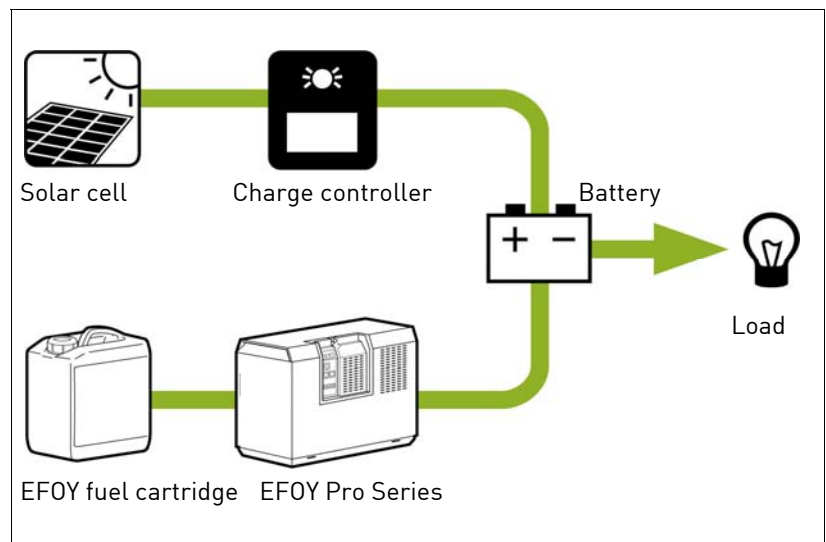 Solar cell
Charge controller
Battery
+ −
Load
EFOY fuel cartridge
EFOY Pro Series